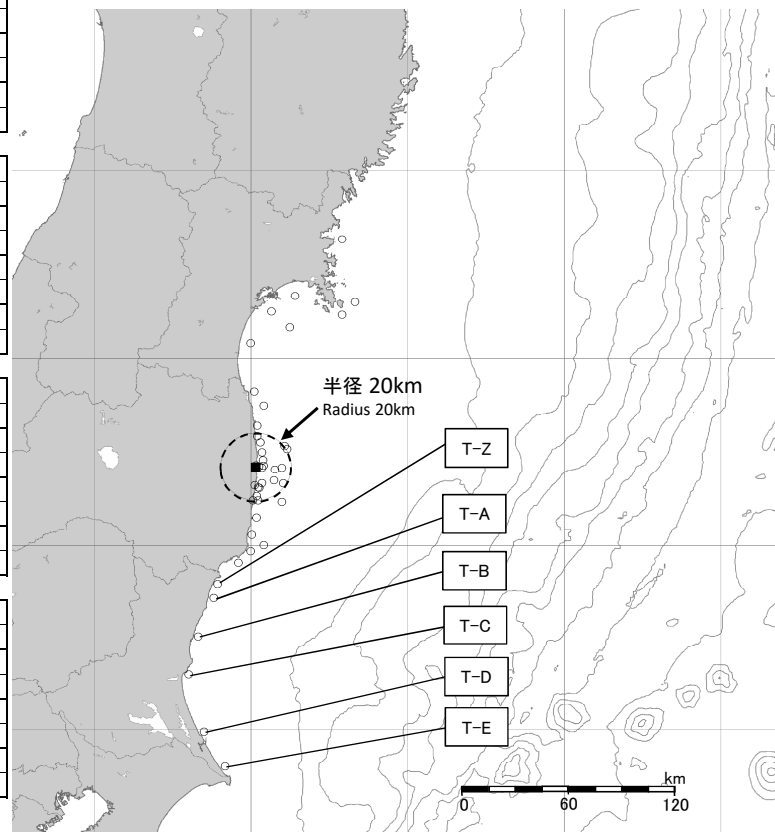 半径 20km
Radius 20km
T-Z
T-A
T-B
T-C
T-D
T-E
km
0 60 120